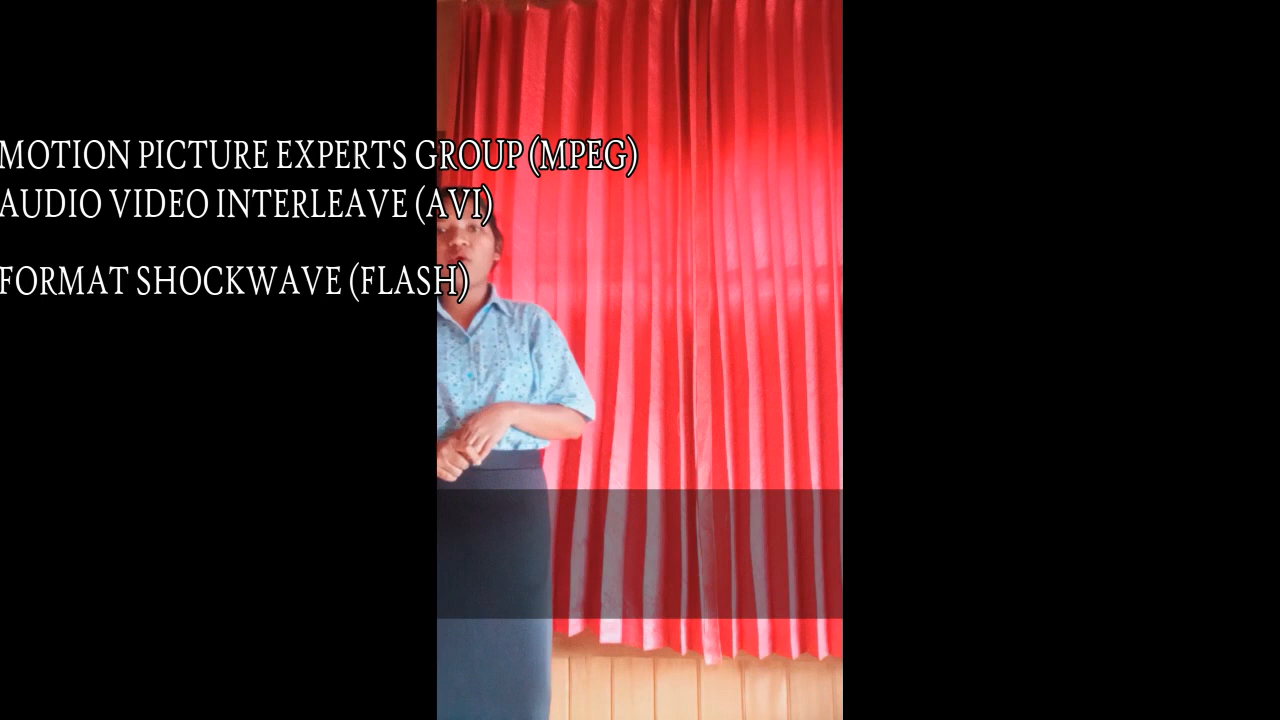 MOTION PICTURE EXPERTS GROUP (MPEG)
AUDIO VIDEO INTERLEAVE (AVI)
FORMAT SHOCKWAVE (FLASH)